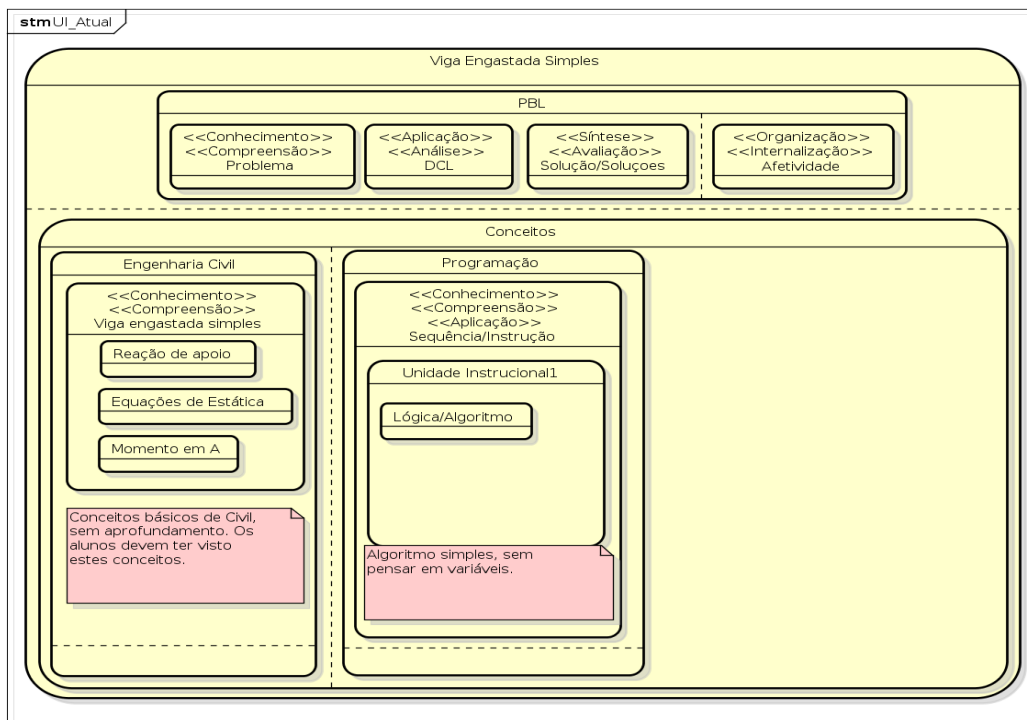 stm UI_Atual
Viga Engastada Simples
PBL
<<Conhecimento>>
<<Compreensão>>
Problema
<<Aplicação>>
<<Análise>>
DCL
<<Síntese>>
<<Avaliação>>
Solução/Soluçoes
<<Organização>>
<<Internalização>>
Afetividade
Conceitos
Engenharia Civil
<<Conhecimento>>
<<Compreensão>>
Viga engastada simples
Reação de apoio
Equações de Estática
Momento em A
Conceitos básicos de Civil,
sem aprofundamento. Os
alunos devem ter visto
estes conceitos.
Programação
<<Conhecimento>>
<<Compreensão>>
<<Aplicação>>
Sequência/Instrução
Unidade Instrucional1
Lógica/Algoritmo
Algoritmo simples, sem
pensar em variáveis.